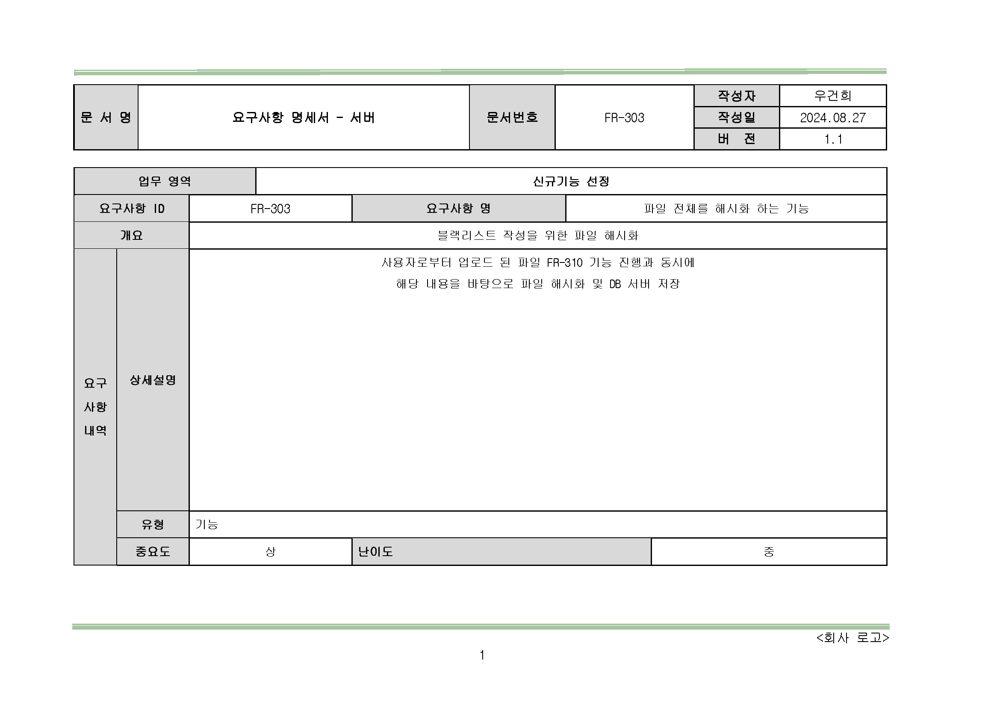 문 서 명 요구사항 명세서 - 서버 문서번호 FR-303 작성자 우건희
작성일 2024.08.27
버 전 1.1
업무 영역 신규기능 선정
요구사항 ID FR-303 요구사항 명 파일 전체를 해시화 하는 기능
개요 블랙리스트 작성을 위한 파일 해시화
요구
사항
내역
상세설명
사용자로부터 업로드 된 파일 FR-310 기능 진행과 동시에
해당 내용을 바탕으로 파일 해시화 및 DB 서버 저장
유형 기능
중요도 상 난이도 중
<회사 로고>
1